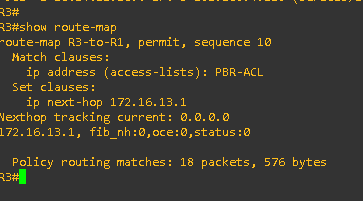 R3#
R3#show route-map
route-map R3-to-R1, permit, sequence 10
  Match clauses:
    ip address (access-lists): PBR-ACL
  Set clauses:
    ip next-hop 172.16.13.1
Nexthop tracking current: 0.0.0.0
172.16.13.1, fib_nh:0,oce:0,status:0

  Policy routing matches: 18 packets, 576 bytes
R3#